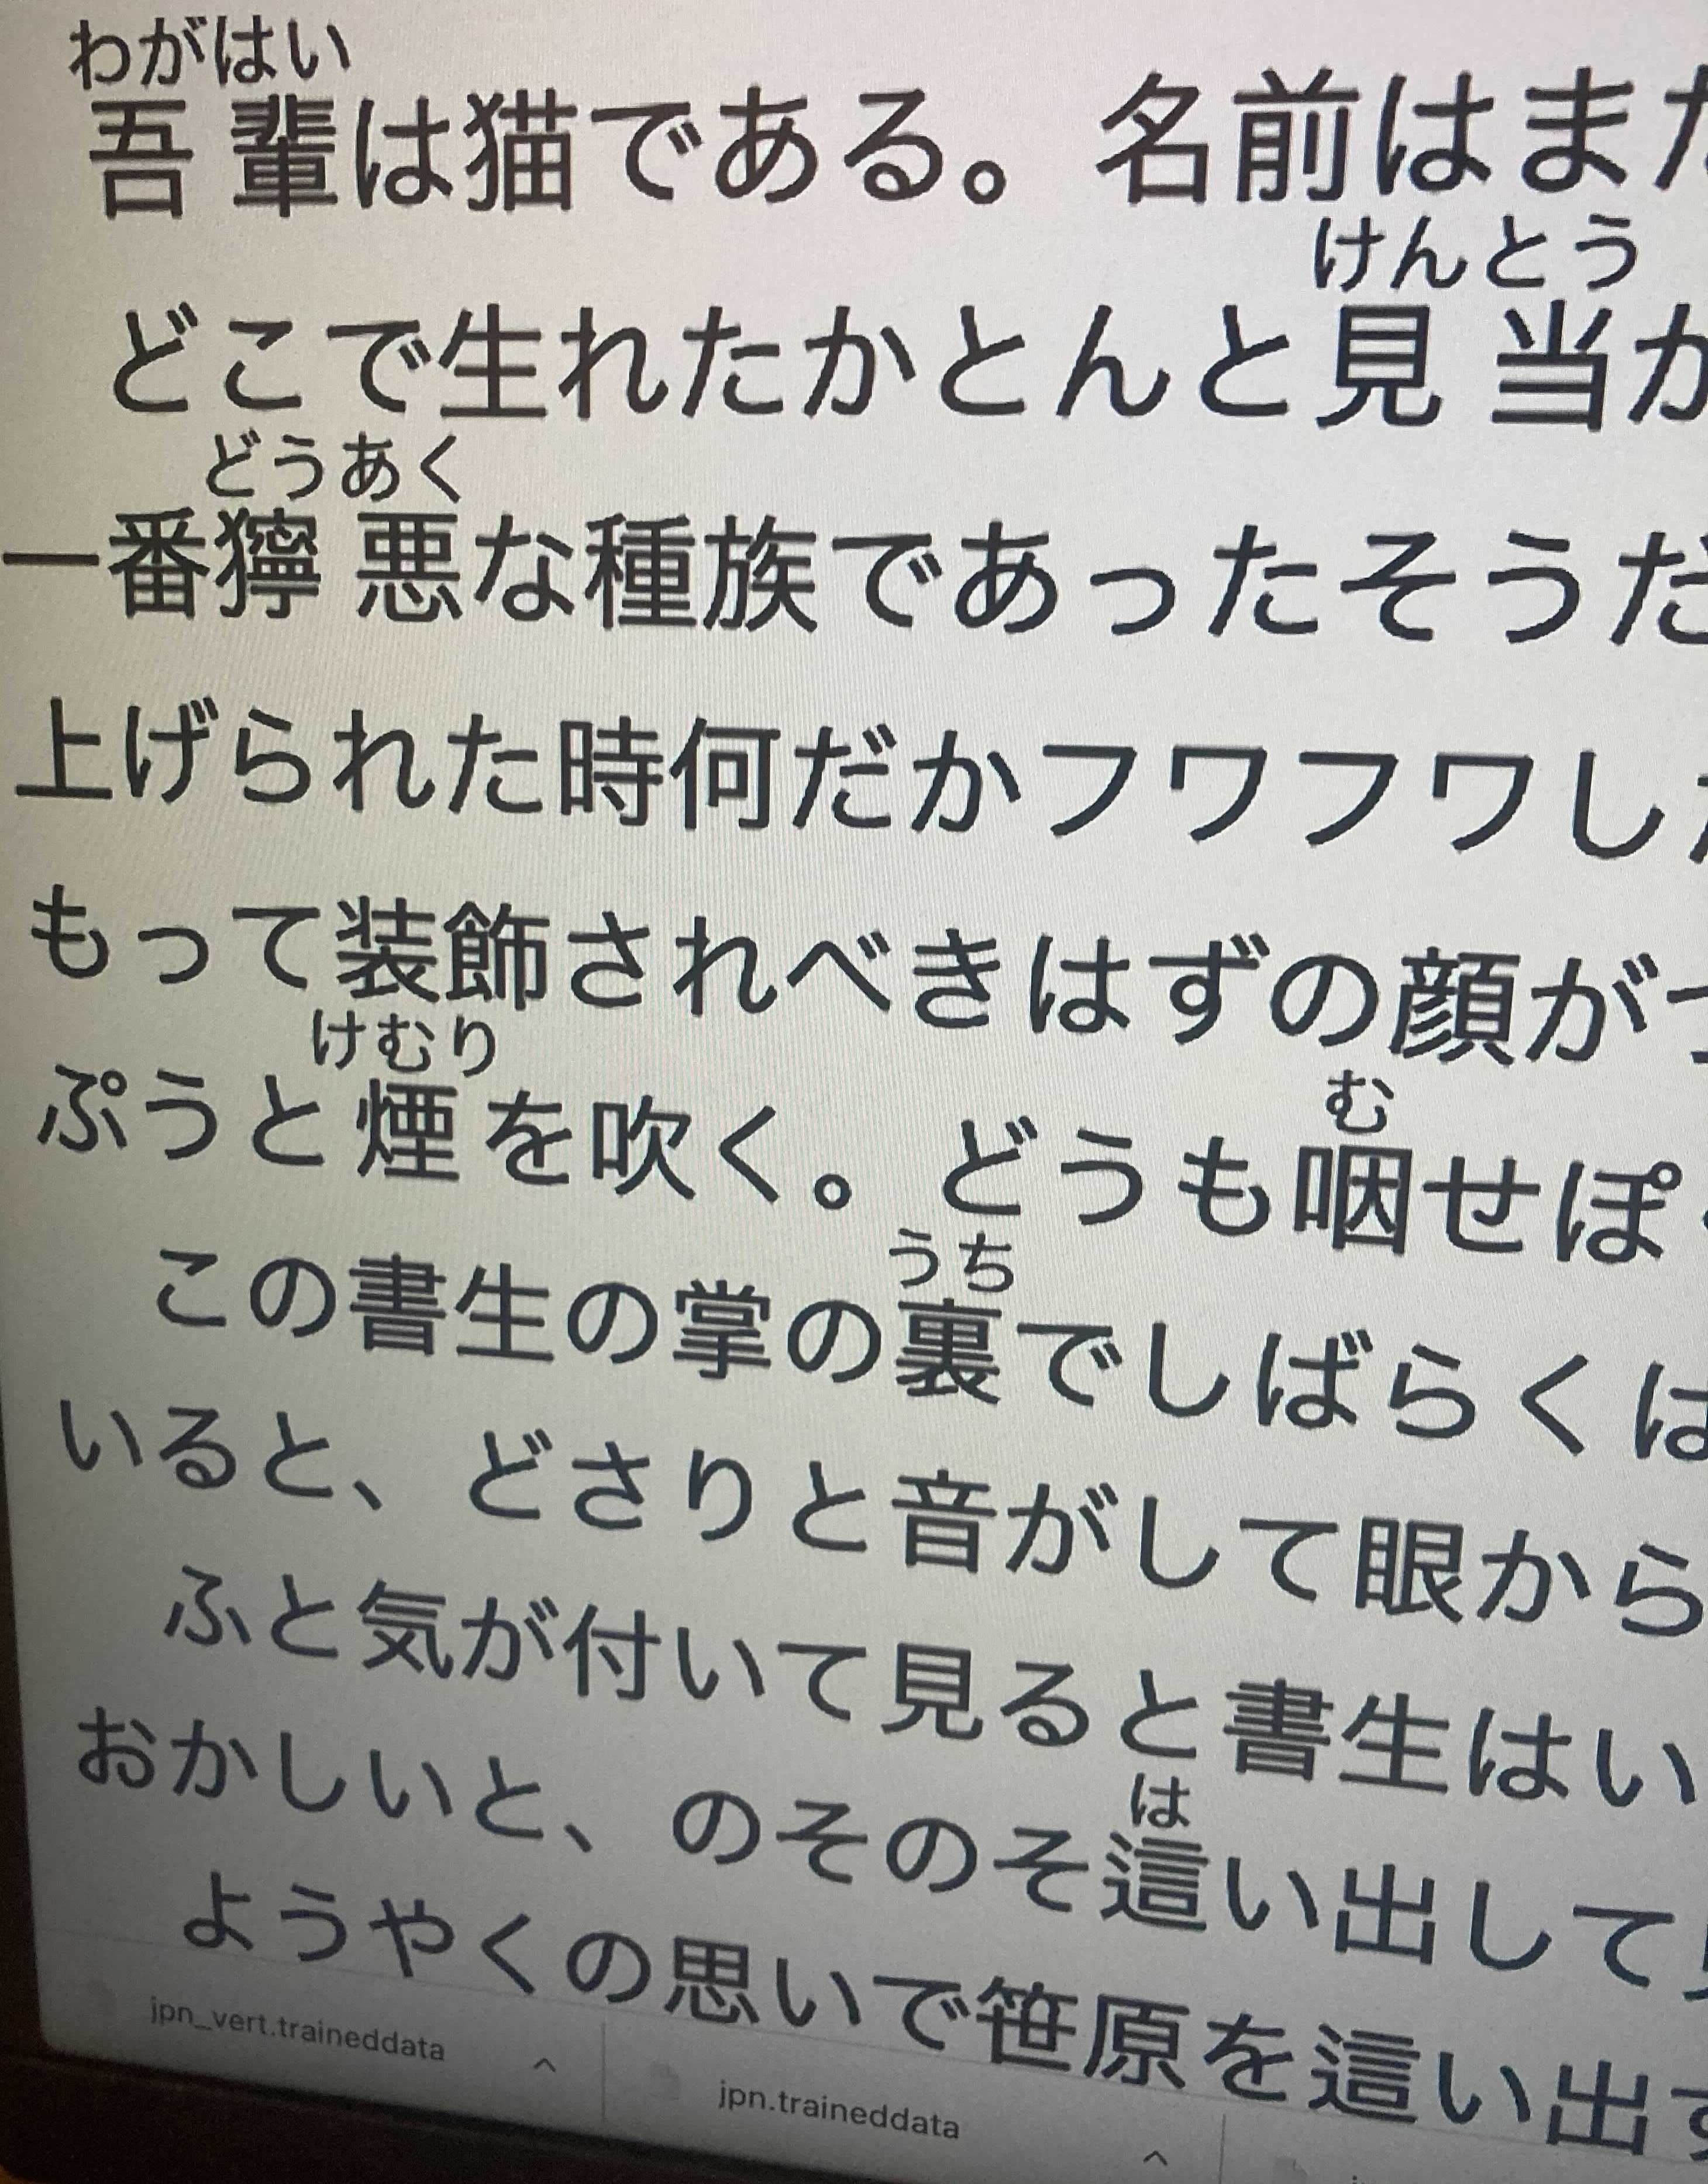 わがはい
吾輩は猫である。名前はまだ
けんとう
どこで生れたかとんと見当が
どうあく
一番獰悪な種族であったそうだ
上げられた時何だかフワフワした
もって装飾されべきはずの顔がつ
けむり
ぷうと煙を吹く。どうも咽せぽ
む
うち
この書生の掌の裏でしばらくは
いると、どさりと音がして眼から
ふと気が付いて見ると書生はい
おかしいと、のそのそ這い出して
は
ようやくの思いで笹原を這い出す
jpn_vert.traineddata
jpn.traineddata